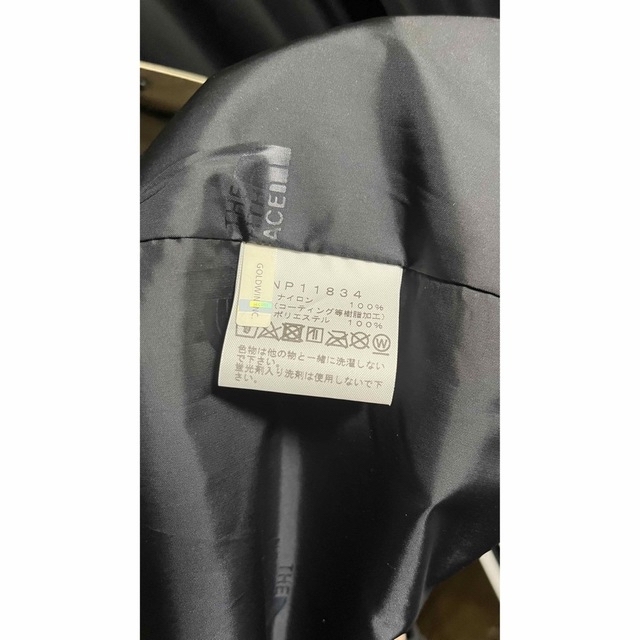 THE
ACE
GOLDWIN INC
NP11834
ナイロン 100%
(コーティング等樹脂加工)
ポリエステル 100%
W
色物は他の物と一緒に洗濯しない
で下さい。
蛍光剤入り洗剤は使用しないで下
さい。
THE